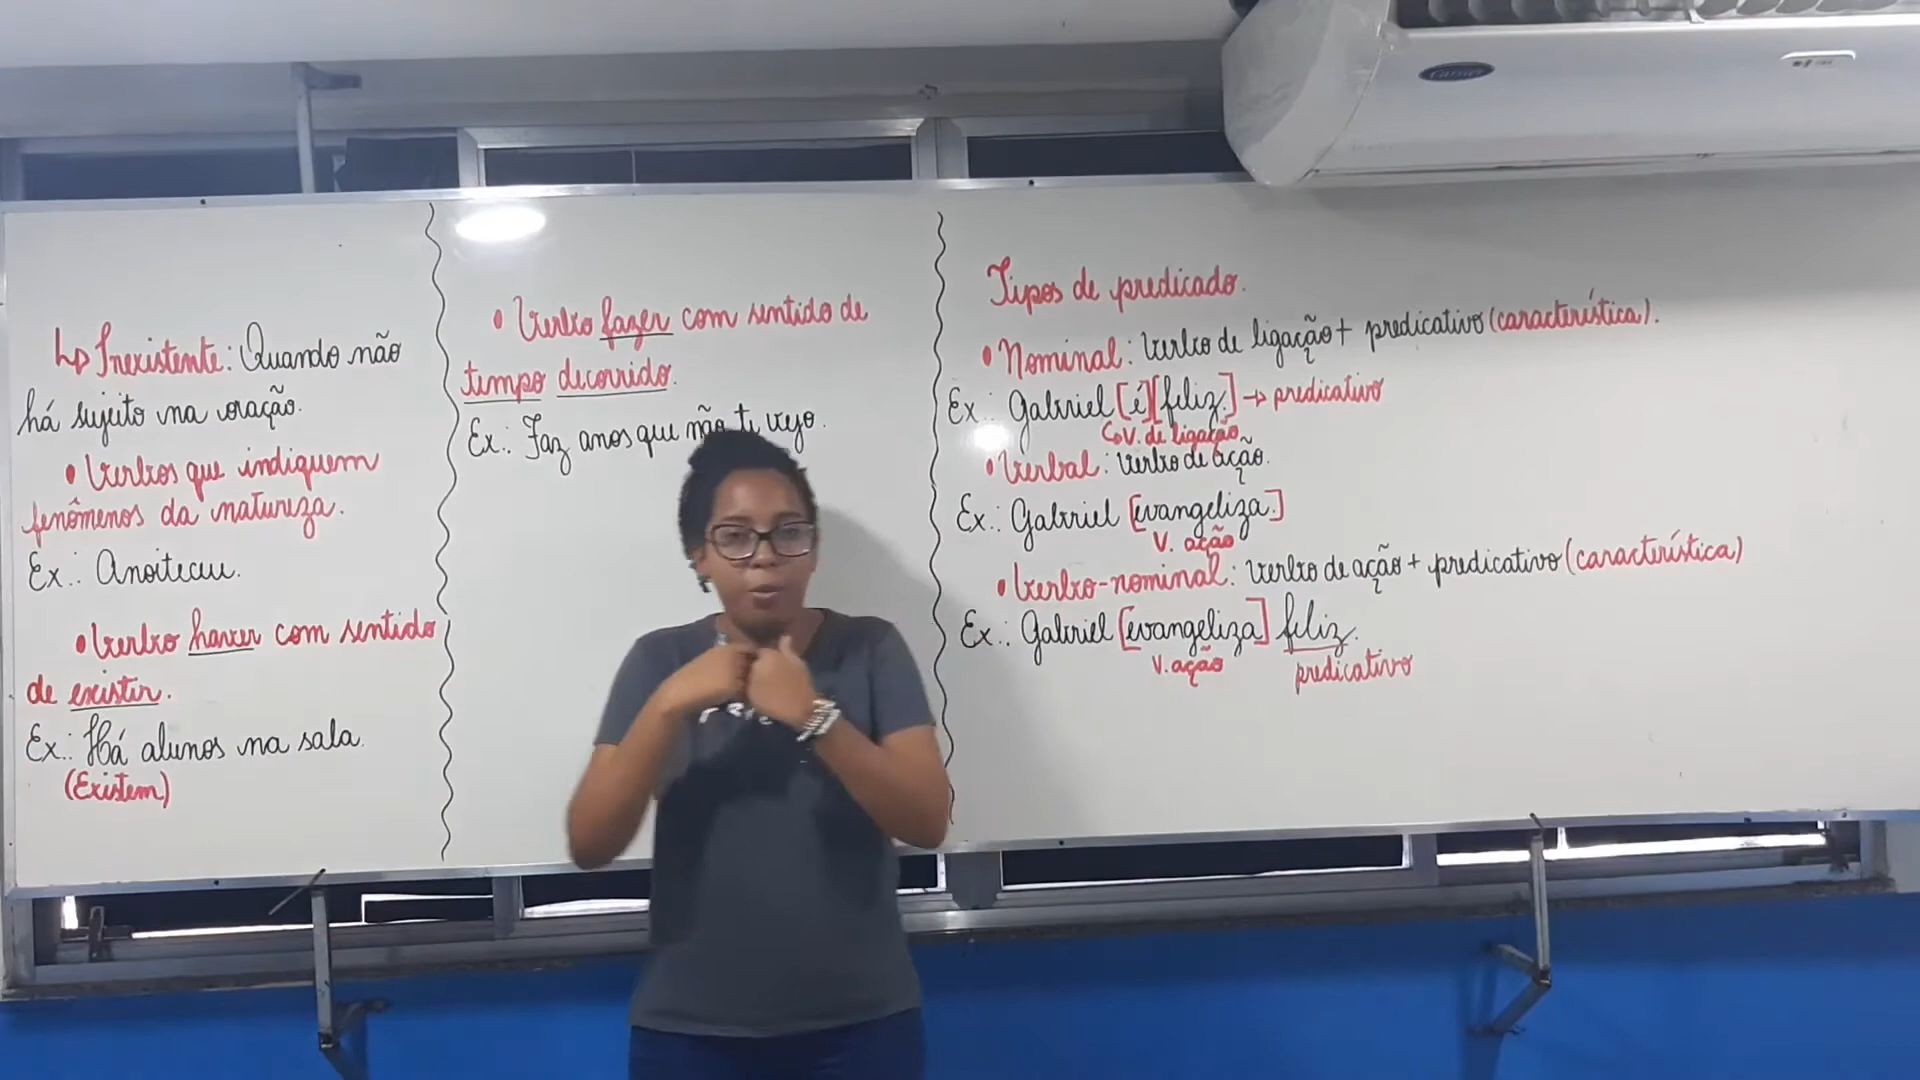 ↳ Inexistente: Quando não
há sujeito na oração.
• Verbos que indiquem
fenômenos da natureza.
Ex.: Anoiteceu.
• Verbo haver com sentido
de existir.
Ex.: Há alunos na sala.
(Existem)
• Verbo fazer com sentido de
tempo decorrido.
Ex.: Faz anos que não te vejo.
Tipos de predicado.
• Nominal: Verbo de ligação + predicativo (característica).
Ex.: Gabriel [é][feliz.] → predicativo
↳ V. de ligação
• Verbal: Verbo de ação.
Ex.: Gabriel [evangeliza.]
V. ação
• Verbo-nominal: Verbo de ação + predicativo (característica)
Ex.: Gabriel [evangeliza] feliz.
V. ação
predicativo
Carrier